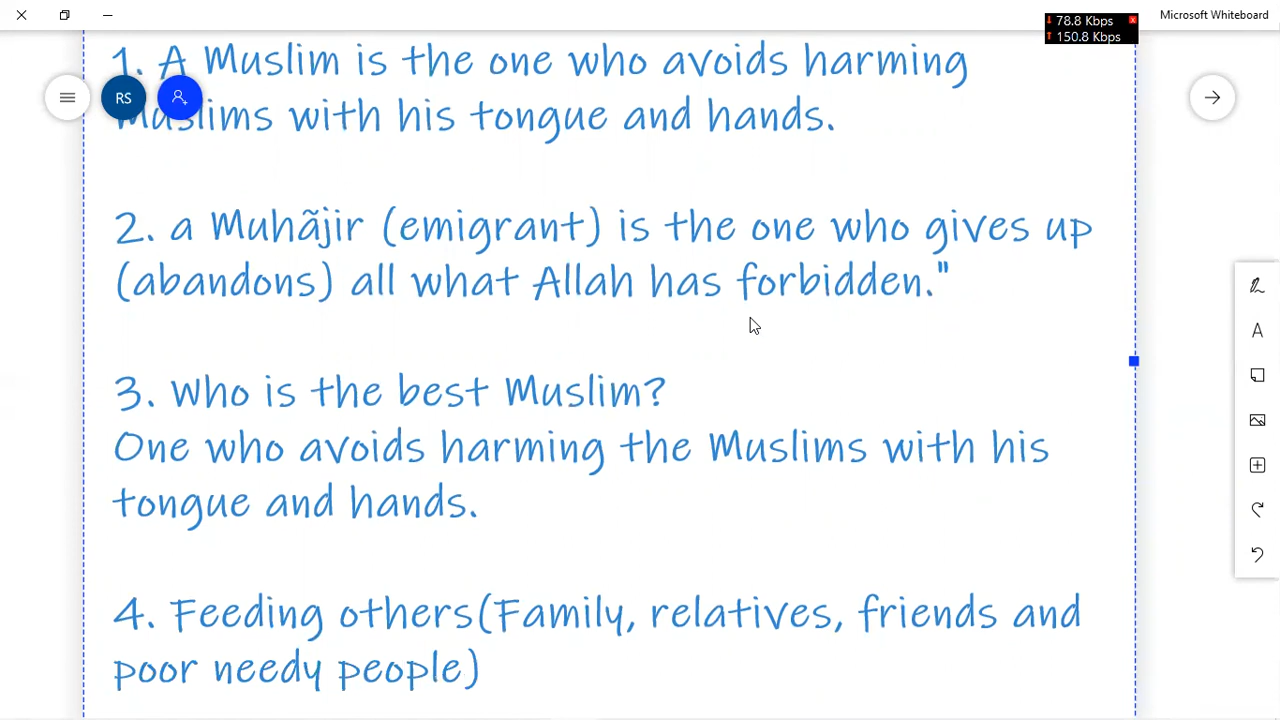 Microsoft Whiteboard
78.8 Kbps
150.8 Kbps
1. A Muslim is the one who avoids harming
RS
Muslims with his tongue and hands.
2. a Muhãjir (emigrant) is the one who gives up
(abandons) all what Allah has forbidden."
3. Who is the best Muslim?
One who avoids harming the Muslims with his
tongue and hands.
4. Feeding others(Family, relatives, friends and
poor needy people)
A